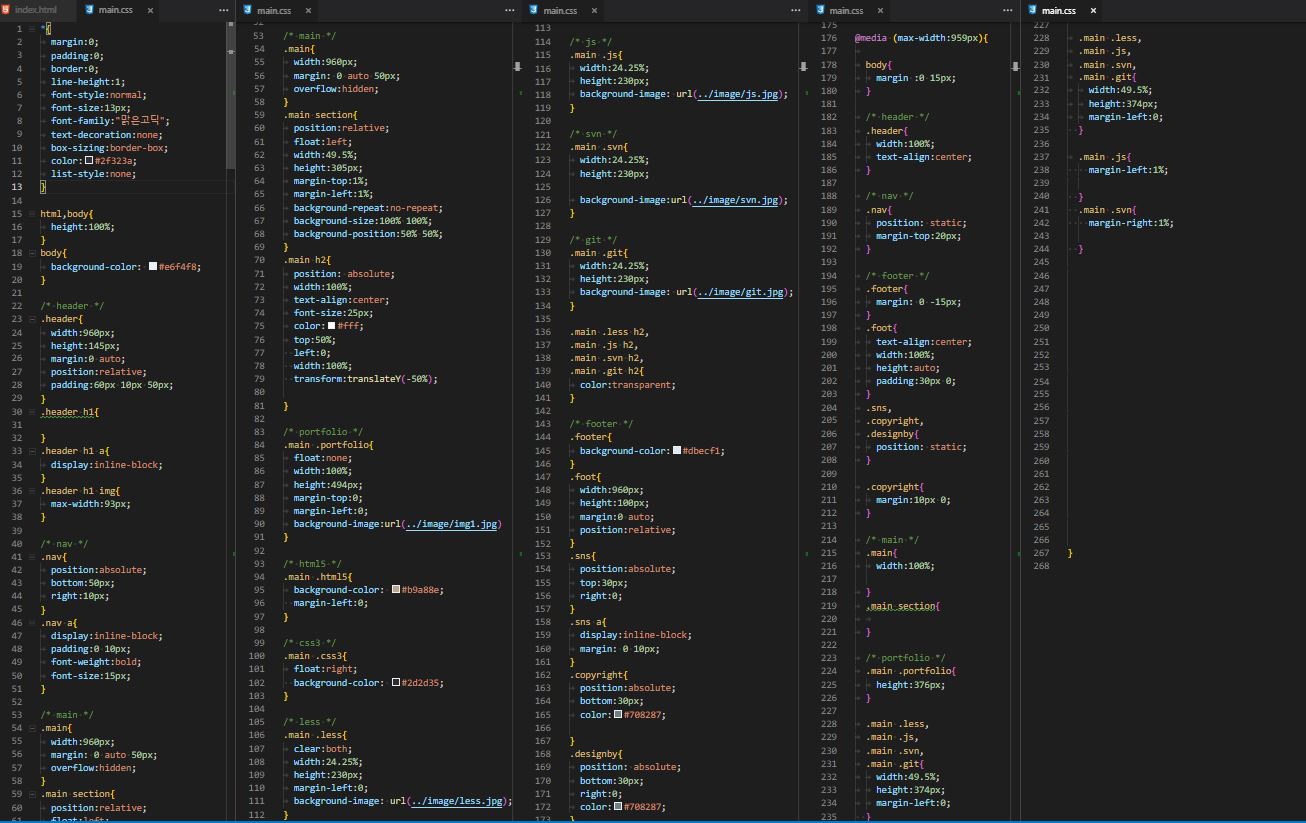 index.html main.css × ···
1 *{
2 margin:0;
3 padding:0;
4 border:0;
5 line-height:1;
6 font-style:normal;
7 font-size:13px;
8 font-family:"맑은고딕";
9 text-decoration:none;
10 box-sizing:border-box;
11 color:#2f323a;
12 list-style:none;
13 }
14
15 html,body{
16 height:100%;
17 }
18 body{
19 background-color: #e6f4f8;
20 }
21
22 /* header */
23 .header{
24 width:960px;
25 height:145px;
26 margin:0 auto;
27 position:relative;
28 padding:60px 10px 50px;
29 }
30 .header h1{
31
32 }
33 .header h1 a{
34 display:inline-block;
35 }
36 .header h1 img{
37 max-width:93px;
38 }
39
40 /* nav */
41 .nav{
42 position:absolute;
43 bottom:50px;
44 right:10px;
45 }
46 .nav a{
47 display:inline-block;
48 padding:0 10px;
49 font-weight:bold;
50 font-size:15px;
51 }
52
53 /* main */
54 .main{
55 width:960px;
56 margin: 0 auto 50px;
57 overflow:hidden;
58 }
59 .main section{
60 position:relative;
float:left;
main.css × ···
52
53 /* main */
54 .main{
55 width:960px;
56 margin: 0 auto 50px;
57 overflow:hidden;
58 }
59 .main section{
60 position:relative;
61 float:left;
62 width:49.5%;
63 height:305px;
64 margin-top:1%;
65 margin-left:1%;
66 background-repeat:no-repeat;
67 background-size:100% 100%;
68 background-position:50% 50%;
69 }
70 .main h2{
71 position: absolute;
72 width:100%;
73 text-align:center;
74 font-size:25px;
75 color:#fff;
76 top:50%;
77 left:0;
78 width:100%;
79 transform:translateY(-50%);
80
81 }
82
83 /* portfolio */
84 .main .portfolio{
85 float:none;
86 width:100%;
87 height:494px;
88 margin-top:0;
89 margin-left:0;
90 background-image:url(../image/img1.jpg)
91 }
92
93 /* html5 */
94 .main .html5{
95 background-color: #b9a88e;
96 margin-left:0;
97 }
98
99 /* css3 */
100 .main .css3{
101 float:right;
102 background-color: #2d2d35;
103 }
104
105 /* less */
106 .main .less{
107 clear:both;
108 width:24.25%;
109 height:230px;
110 margin-left:0;
111 background-image: url(../image/less.jpg);
112 }
main.css × ···
113
114 /* js */
115 .main .js{
116 width:24.25%;
117 height:230px;
118 background-image: url(../image/js.jpg);
119 }
120
121 /* svn */
122 .main .svn{
123 width:24.25%;
124 height:230px;
125
126 background-image:url(../image/svn.jpg);
127 }
128
129 /* git */
130 .main .git{
131 width:24.25%;
132 height:230px;
133 background-image: url(../image/git.jpg);
134 }
135
136 .main .less h2,
137 .main .js h2,
138 .main .svn h2,
139 .main .git h2{
140 color:transparent;
141 }
142
143 /* footer */
144 .footer{
145 background-color: #dbecf1;
146 }
147 .foot{
148 width:960px;
149 height:100px;
150 margin:0 auto;
151 position:relative;
152 }
153 .sns{
155 position:absolute;
155 top:30px;
156 right:0;
157 }
158 .sns a{
159 display:inline-block;
160 margin: 0 10px;
161 }
162 .copyright{
163 position:absolute;
164 bottom:30px;
165 color:#708287;
166
167 }
168 .designby{
169 position: absolute;
170 bottom:30px;
171 right:0;
172 color:#708287;
173 }
main.css × ···
175
176 @media (max-width:959px){
177
178 body{
179 margin :0 15px;
180 }
181
182 /* header */
183 .header{
184 width:100%;
185 text-align:center;
186 }
187
188 /* nav */
189 .nav{
190 position: static;
191 margin-top:20px;
192 }
193
194 /* footer */
195 .footer{
196 margin: 0 -15px;
197 }
198 .foot{
199 text-align:center;
200 width:100%;
201 height:auto;
202 padding:30px 0;
203 }
204 .sns,
205 .copyright,
206 .designby{
207 position: static;
208 }
209
210 .copyright{
211 margin:10px 0;
212 }
213
214 /* main */
215 .main{
216 width:100%;
217
218 }
219 .main section{
220
221 }
222
223 /* portfolio */
224 .main .portfolio{
225 height:376px;
226 }
227
228 .main .less,
229 .main .js,
230 .main .svn,
231 .main .git{
232 width:49.5%;
233 height:374px;
234 margin-left:0;
235 }
main.css ×
227
228 .main .less,
229 .main .js,
230 .main .svn,
231 .main .git{
232 width:49.5%;
233 height:374px;
234 margin-left:0;
235 }
236
237 .main .js{
238 margin-left:1%;
239
240 }
241 .main .svn{
242 margin-right:1%;
243
244 }
245
246
247
248
249
250
251
252
253
254
255
256
257
258
259
260
261
262
263
264
265
266
267 }
268